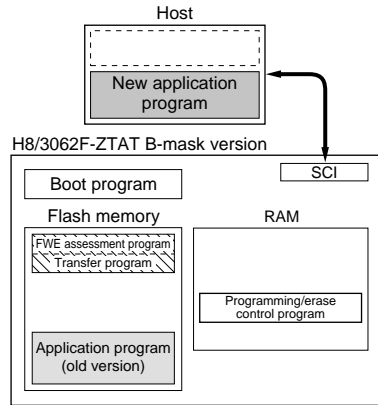 Host
New application
program
H8/3062F-ZTAT B-mask version
SCI
Boot program
Flash memory
RAM
FWE assessment program
Transfer program
Programming/erase
control program
Application program
(old version)